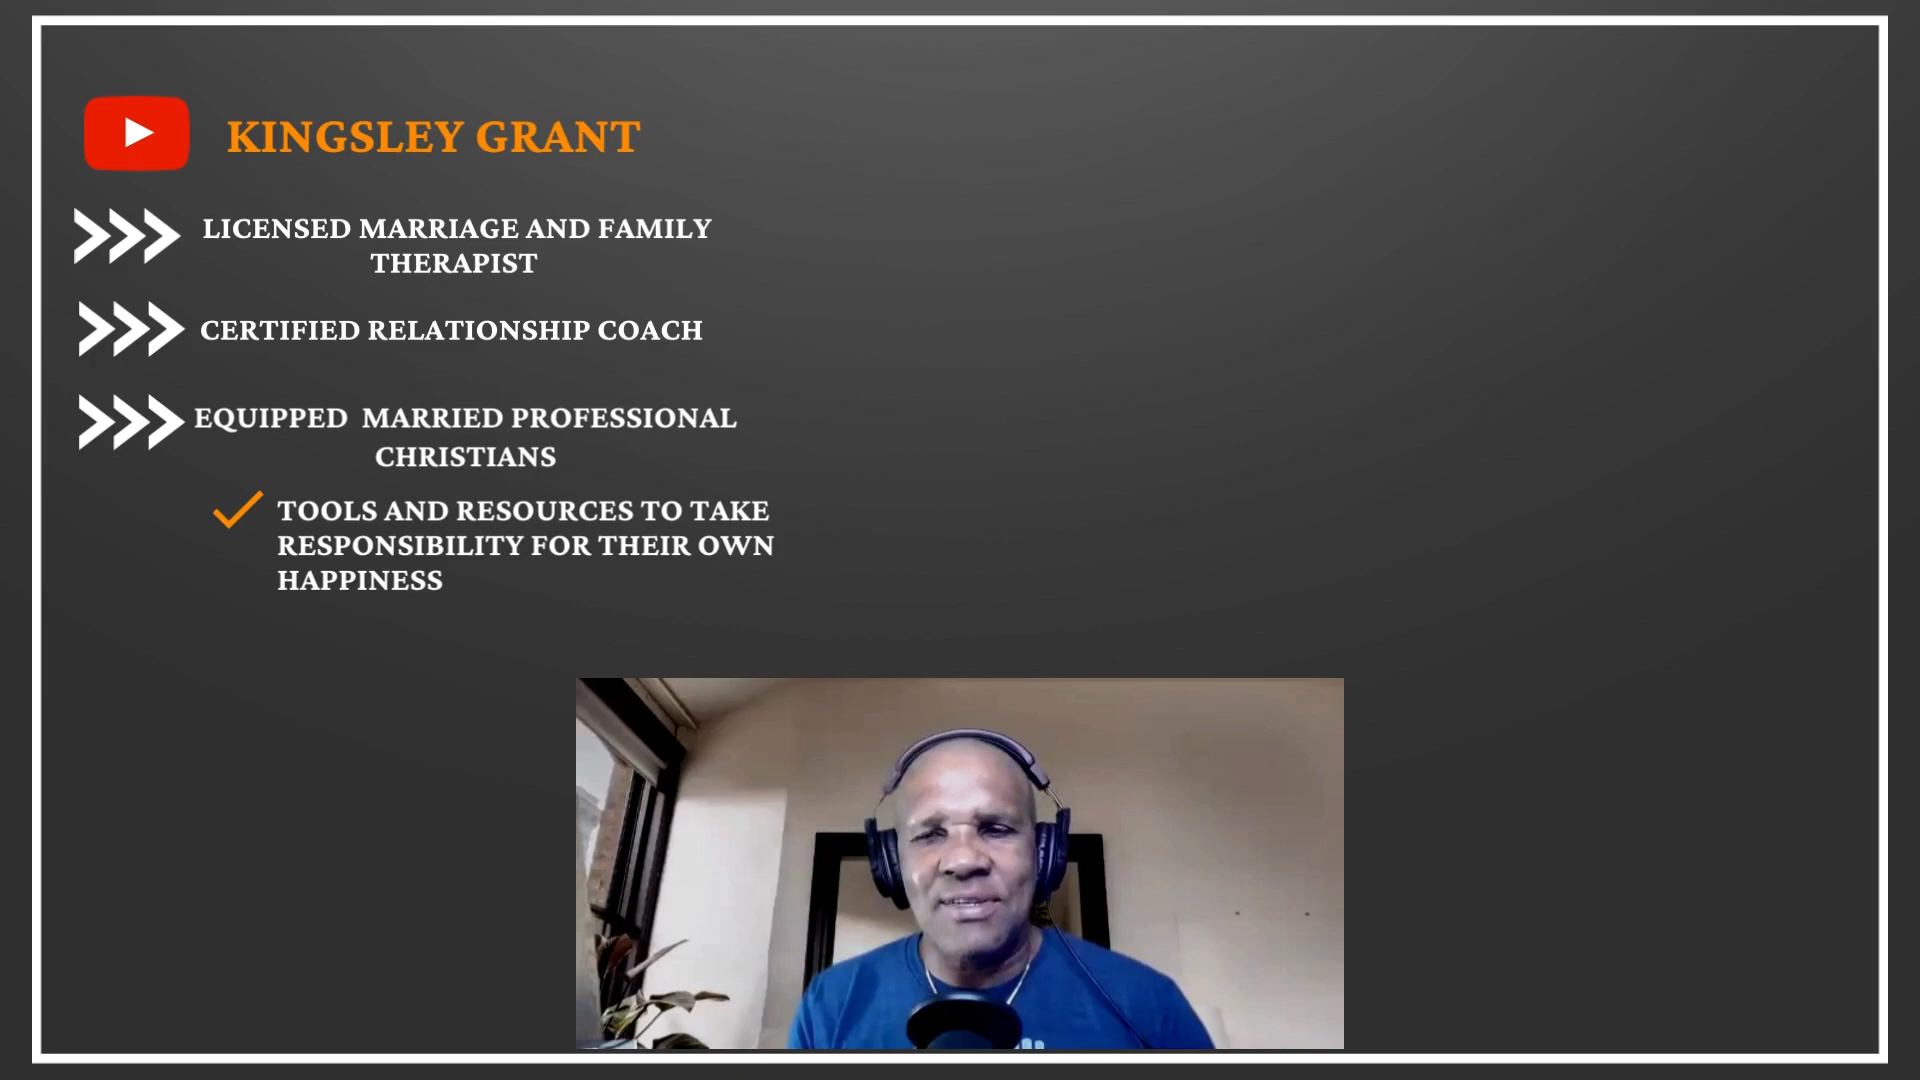 KINGSLEY GRANT
LICENSED MARRIAGE AND FAMILY
THERAPIST
CERTIFIED RELATIONSHIP COACH
EQUIPPED MARRIED PROFESSIONAL
CHRISTIANS
TOOLS AND RESOURCES TO TAKE
RESPONSIBILITY FOR THEIR OWN
HAPPINESS